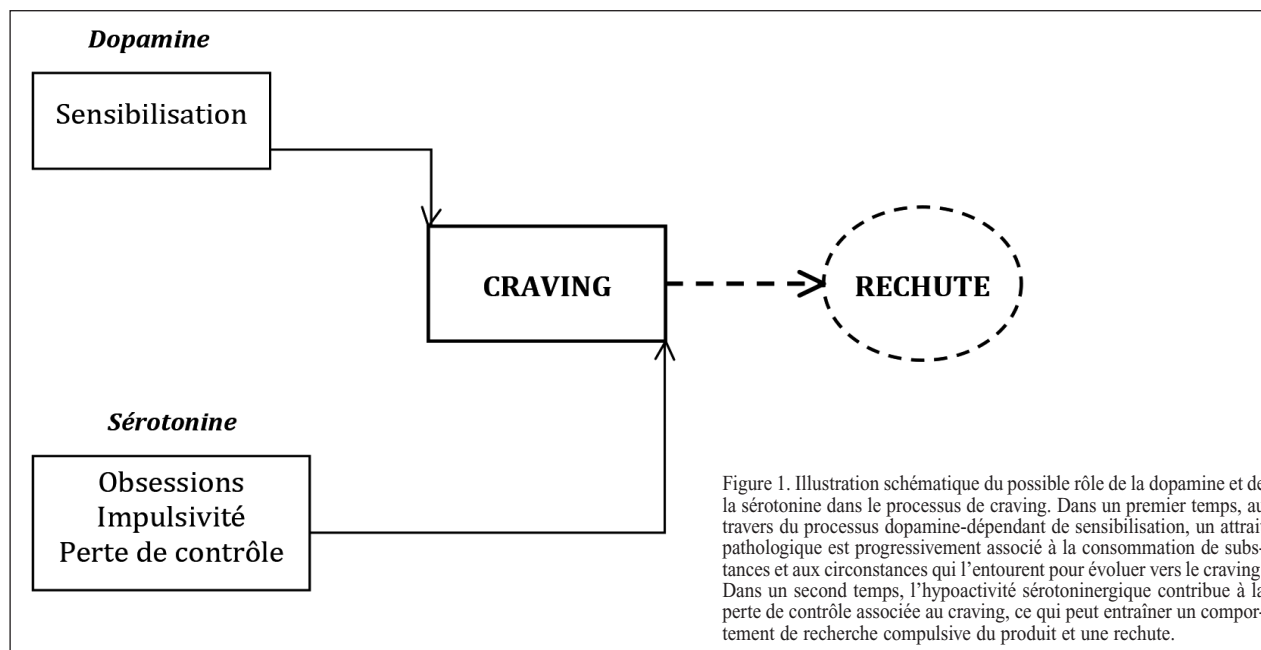 Dopamine
Sensibilisation
CRAVING
RECHUTE
Sérotonine
Obsessions
Impulsivité
Perte de contrôle
Figure 1. Illustration schématique du possible rôle de la dopamine et de
la sérotonine dans le processus de craving. Dans un premier temps, au
travers du processus dopamine-dépendant de sensibilisation, un attrait
pathologique est progressivement associé à la consommation de subs-
tances et aux circonstances qui l’entourent pour évoluer vers le craving
Dans un second temps, l’hypoactivité sérotoninergique contribue à la
perte de contrôle associée au craving, ce qui peut entraîner un compor-
tement de recherche compulsive du produit et une rechute.